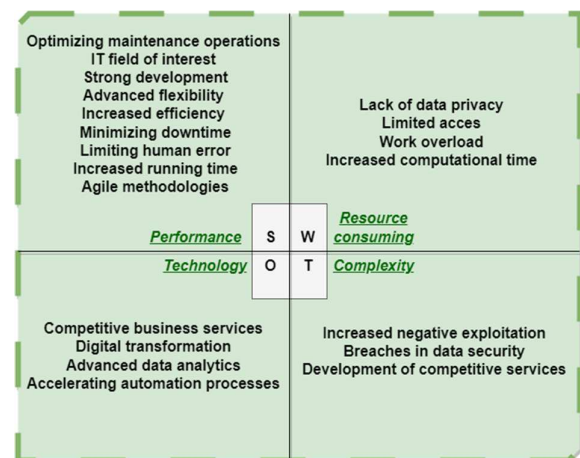 Optimizing maintenance operations
IT field of interest
Strong development
Advanced flexibility
Increased efficiency
Minimizing downtime
Limiting human error
Increased running time
Agile methodologies
Lack of data privacy
Limited acces
Work overload
Increased computational time
Performance
S
W
Resource
consuming
Technology
O
T
Complexity
Competitive business services
Digital transformation
Advanced data analytics
Accelerating automation processes
Increased negative exploitation
Breaches in data security
Development of competitive services